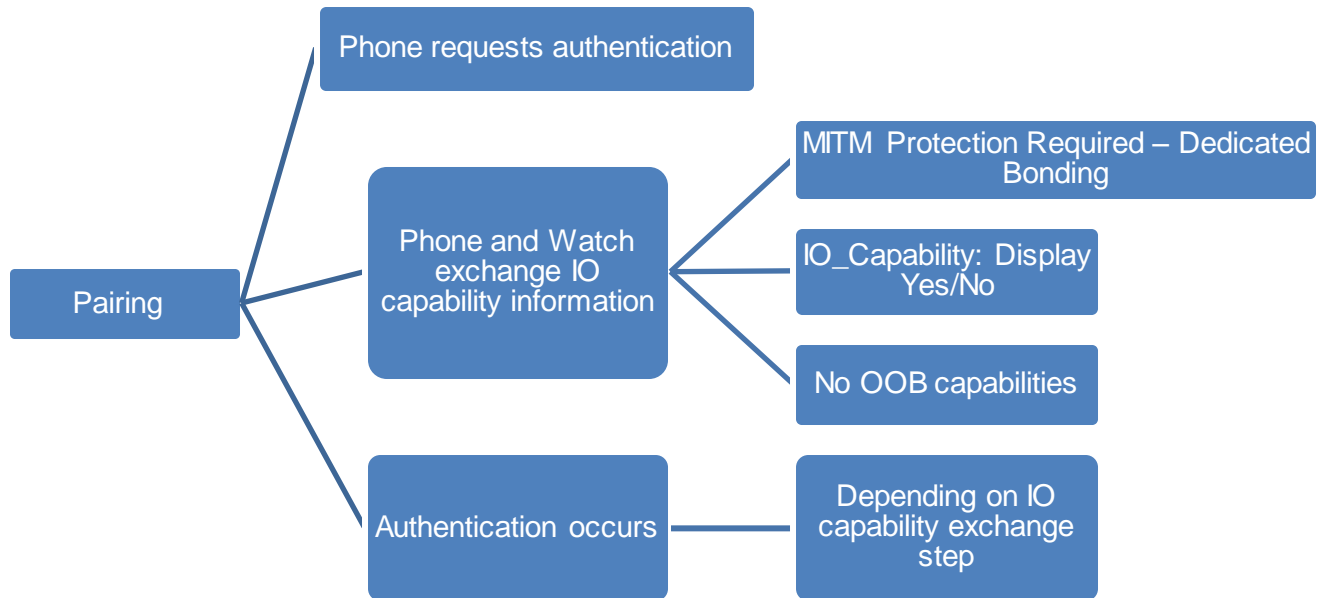 Phone requests authentication
MITM Protection Required – Dedicated
Bonding
Phone and Watch
exchange IO
capability information
IO_Capability: Display
Yes/No
Pairing
No OOB capabilities
Authentication occurs
Depending on IO
capability exchange
step